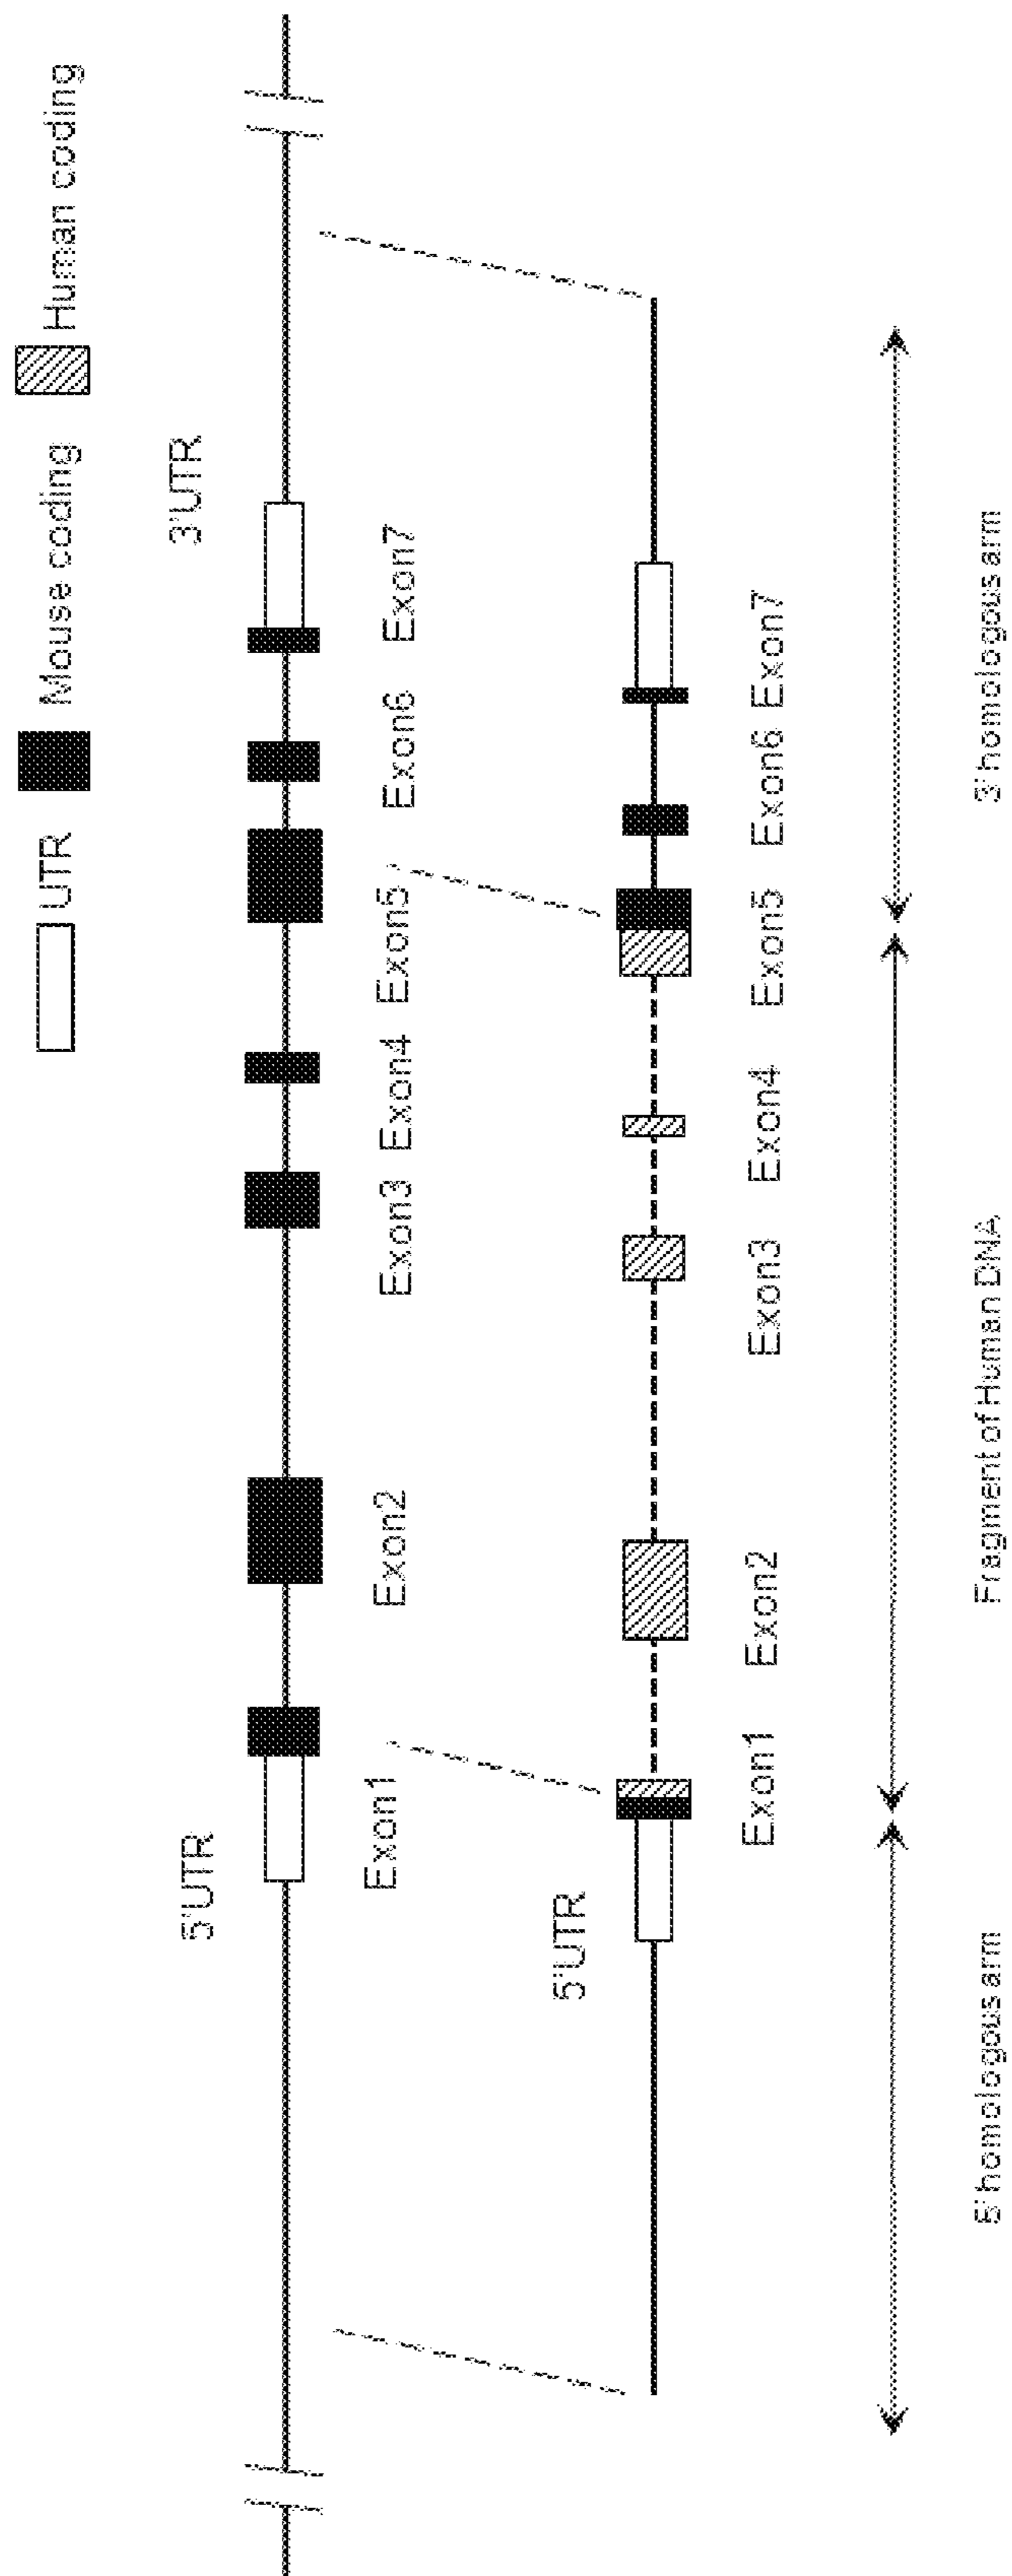 UTR
Mouse coding
Human coding
5'UTR
3'UTR
Exon1
Exon2
Exon3
Exon4
Exon5
Exon6
Exon7
5'UTR
Exon1
Exon2
Exon3
Exon4
Exon5
Exon6
Exon7
5' homologous arm
Fragment of Human DNA
3' homologous arm